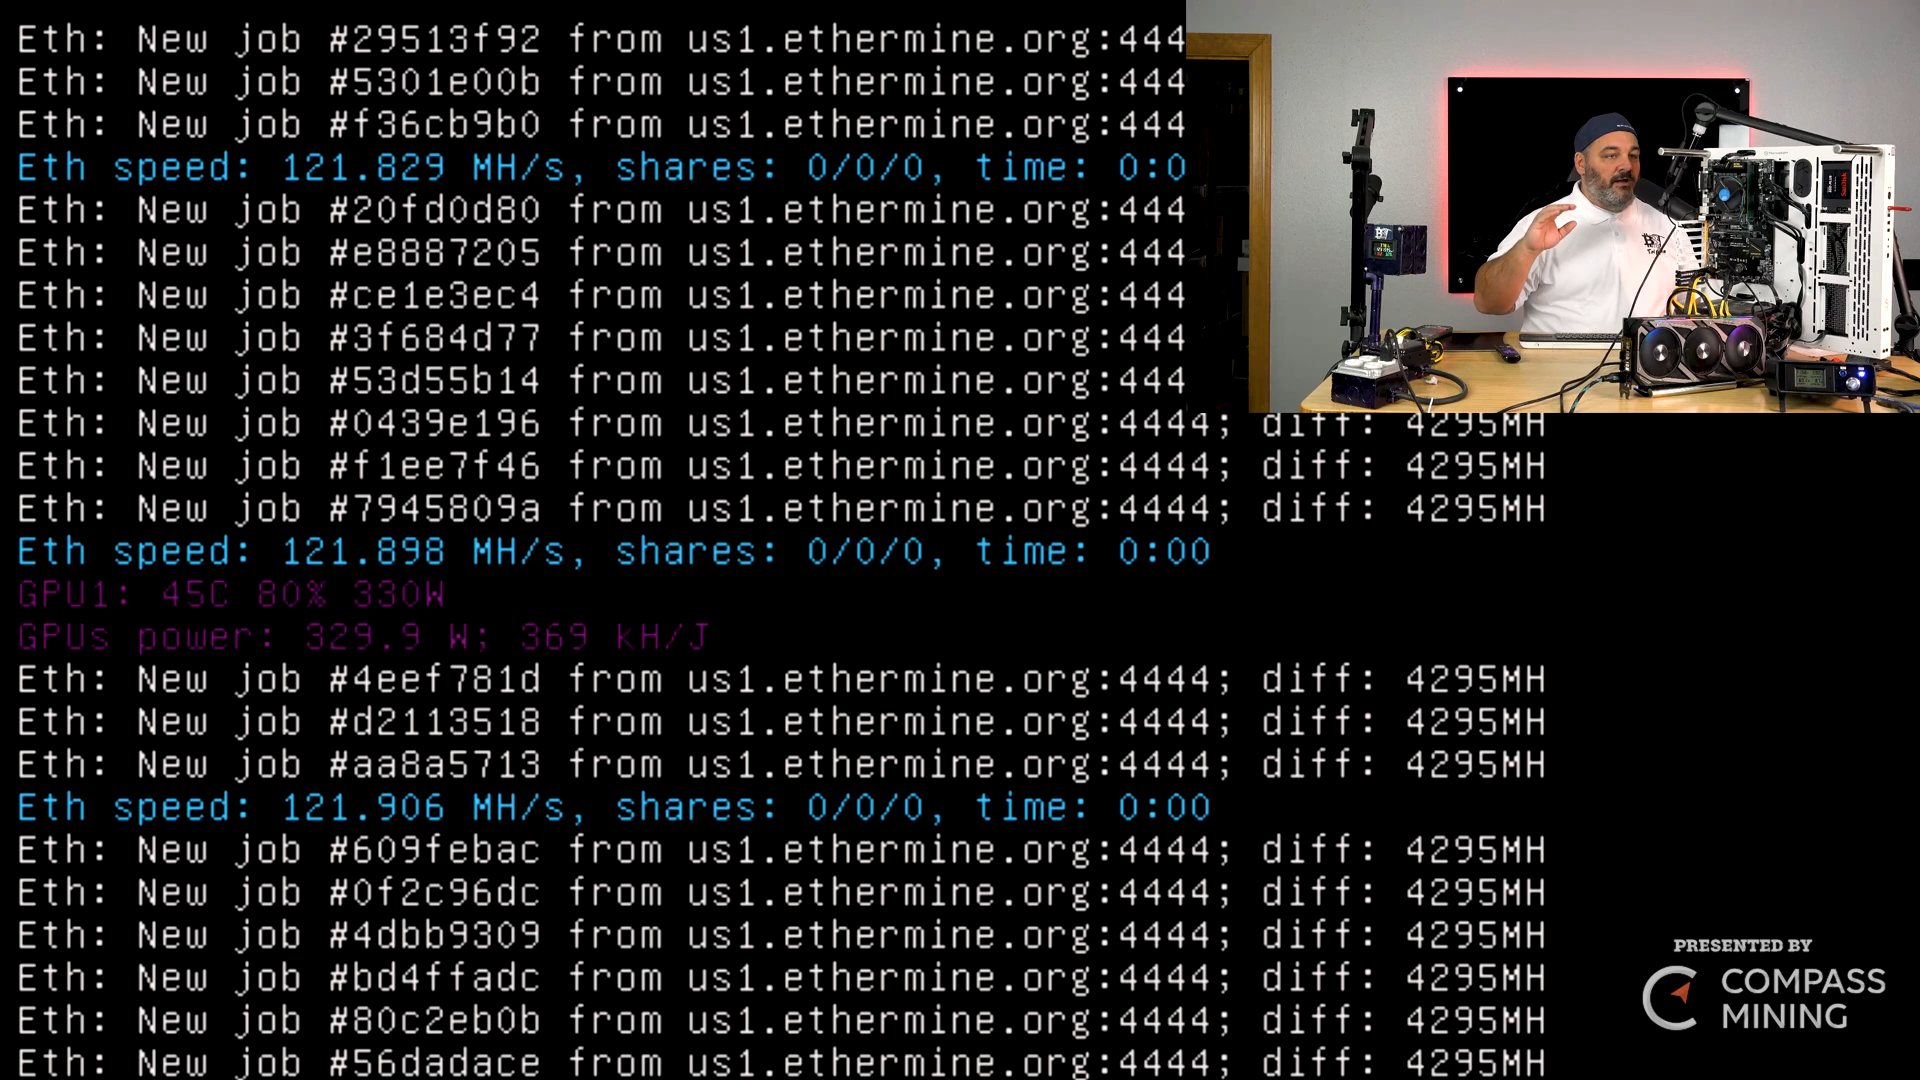 Eth: New job #29513f92 from us1.ethermine.org:444
Eth: New job #5301e00b from us1.ethermine.org:444
Eth: New job #f36cb9b0 from us1.ethermine.org:444
Eth speed: 121.829 MH/s, shares: 0/0/0, time: 0:0
Eth: New job #20fd0d80 from us1.ethermine.org:444
Eth: New job #e8887205 from us1.ethermine.org:444
Eth: New job #ce1e3ec4 from us1.ethermine.org:444
Eth: New job #3f684d77 from us1.ethermine.org:444
Eth: New job #53d55b14 from us1.ethermine.org:444
Eth: New job #0439e196 from us1.ethermine.org:4444; diff: 4295MH
Eth: New job #f1ee7f46 from us1.ethermine.org:4444; diff: 4295MH
Eth: New job #7945809a from us1.ethermine.org:4444; diff: 4295MH
Eth speed: 121.898 MH/s, shares: 0/0/0, time: 0:00
GPU1: 45C 80% 330W
GPUs power: 329.9 W; 369 kH/J
Eth: New job #4eef781d from us1.ethermine.org:4444; diff: 4295MH
Eth: New job #d2113518 from us1.ethermine.org:4444; diff: 4295MH
Eth: New job #aa8a5713 from us1.ethermine.org:4444; diff: 4295MH
Eth speed: 121.906 MH/s, shares: 0/0/0, time: 0:00
Eth: New job #609febac from us1.ethermine.org:4444; diff: 4295MH
Eth: New job #0f2c96dc from us1.ethermine.org:4444; diff: 4295MH
Eth: New job #4dbb9309 from us1.ethermine.org:4444; diff: 4295MH
Eth: New job #bd4ffadc from us1.ethermine.org:4444; diff: 4295MH
Eth: New job #80c2eb0b from us1.ethermine.org:4444; diff: 4295MH
Eth: New job #56dadace from us1.ethermine.org:4444; diff: 4295MH
SanDisk
PRESENTED BY
COMPASS
MINING